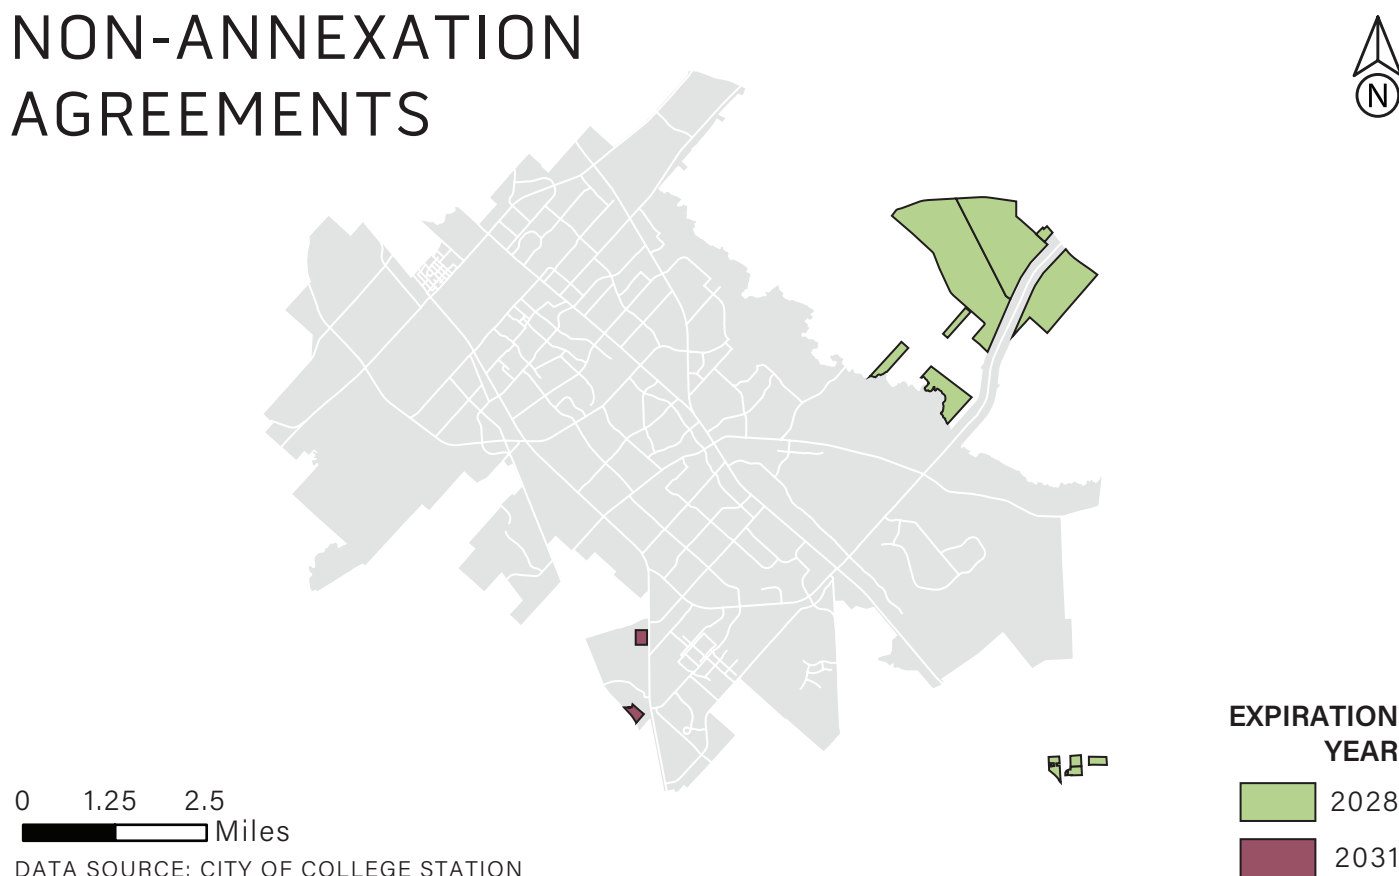 NON-ANNEXATION
AGREEMENTS
N
EXPIRATION
YEAR
2028
2031
0 1.25 2.5
Miles
DATA SOURCE: CITY OF COLLEGE STATION